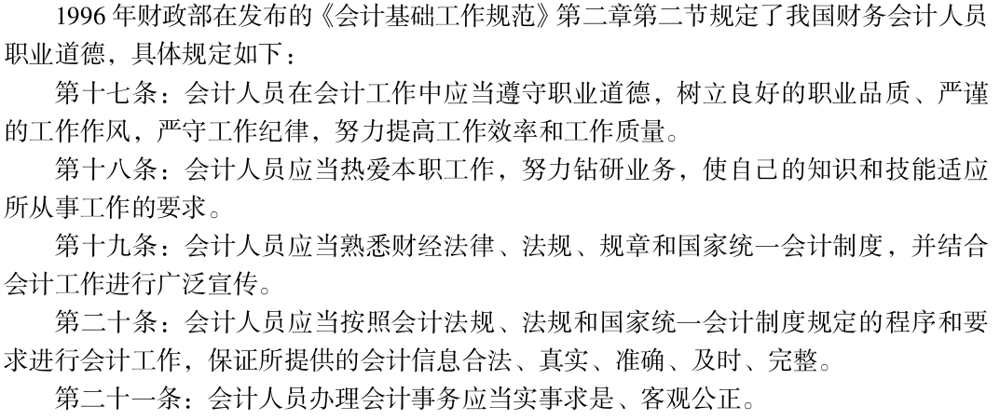 1996 年财政部在发布的《会计基础工作规范》第二章第二节规定了我国财务会计人员
职业道德，具体规定如下：
第十七条：会计人员在会计工作中应当遵守职业道德，树立良好的职业品质、严谨
的工作作风，严守工作纪律，努力提高工作效率和工作质量。
第十八条：会计人员应当热爱本职工作，努力钻研业务，使自己的知识和技能适应
所从事工作的要求。
第十九条：会计人员应当熟悉财经法律、法规、规章和国家统一会计制度，并结合
会计工作进行广泛宣传。
第二十条：会计人员应当按照会计法规、法规和国家统一会计制度规定的程序和要
求进行会计工作，保证所提供的会计信息合法、真实、准确、及时、完整。
第二十一条：会计人员办理会计事务应当实事求是、客观公正。